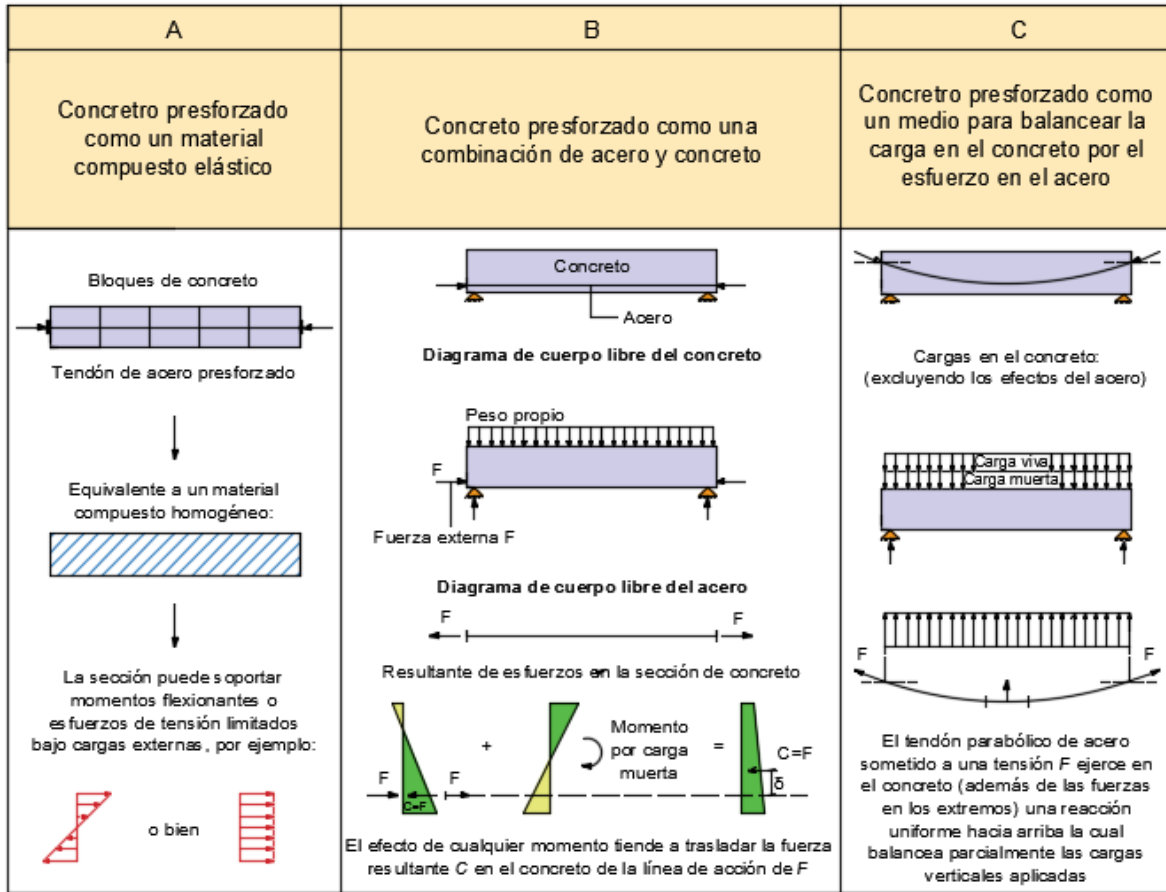 A
Concretro presforzado
como un material
compuesto elástico
Bloques de concreto
Tendón de acero presforzado
Equivalente a un material
compuesto homogéneo:
La sección puede soportar
momentos flexionantes o
esfuerzos de tensión limitados
bajo cargas externas, por ejemplo:
o bien
B
Concreto presforzado como una
combinación de acero y concreto
Concreto
Acero
Diagrama de cuerpo libre del concreto
Peso propio
F
Fuerza externa F
Diagrama de cuerpo libre del acero
F F
Resultante de esfuerzos en la sección de concreto
+ Momento
por carga
muerta =
F C=F F C=F δ
El efecto de cualquier momento tiende a trasladar la fuerza
resultante C en el concreto de la línea de acción de F
C
Concretro presforzado como
un medio para balancear la
carga en el concreto por el
esfuerzo en el acero
Cargas en el concreto:
(excluyendo los efectos del acero)
Carga viva
Carga muerta
F F
El tendón parabólico de acero
sometido a una tensión F ejerce en
el concreto (además de las fuerzas
en los extremos) una reacción
uniforme hacia arriba la cual
balancea parcialmente las cargas
verticales aplicadas